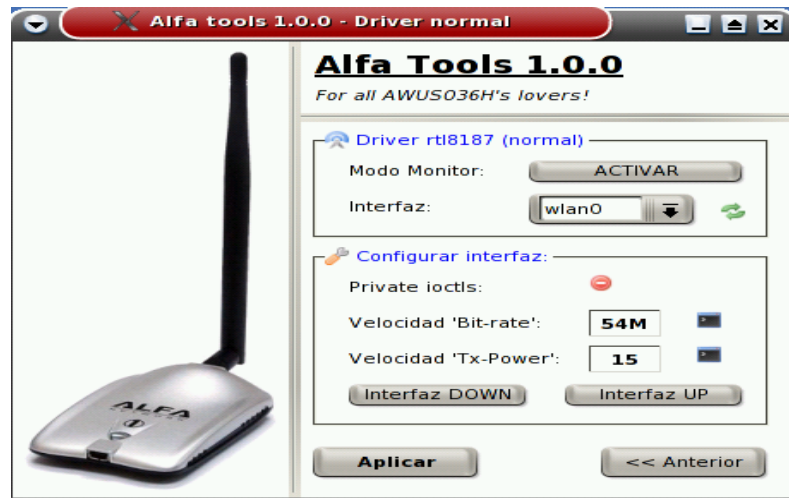 Alfa tools 1.0.0 - Driver normal
Alfa Tools 1.0.0
For all AWUS036H's lovers!
Driver rtl8187 (normal)
Modo Monitor: ACTIVAR
Interfaz: wlan0
Configurar interfaz:
Private ioctls:
Velocidad 'Bit-rate': 54M
Velocidad 'Tx-Power': 15
Interfaz DOWN Interfaz UP
Aplicar << Anterior
ALFA